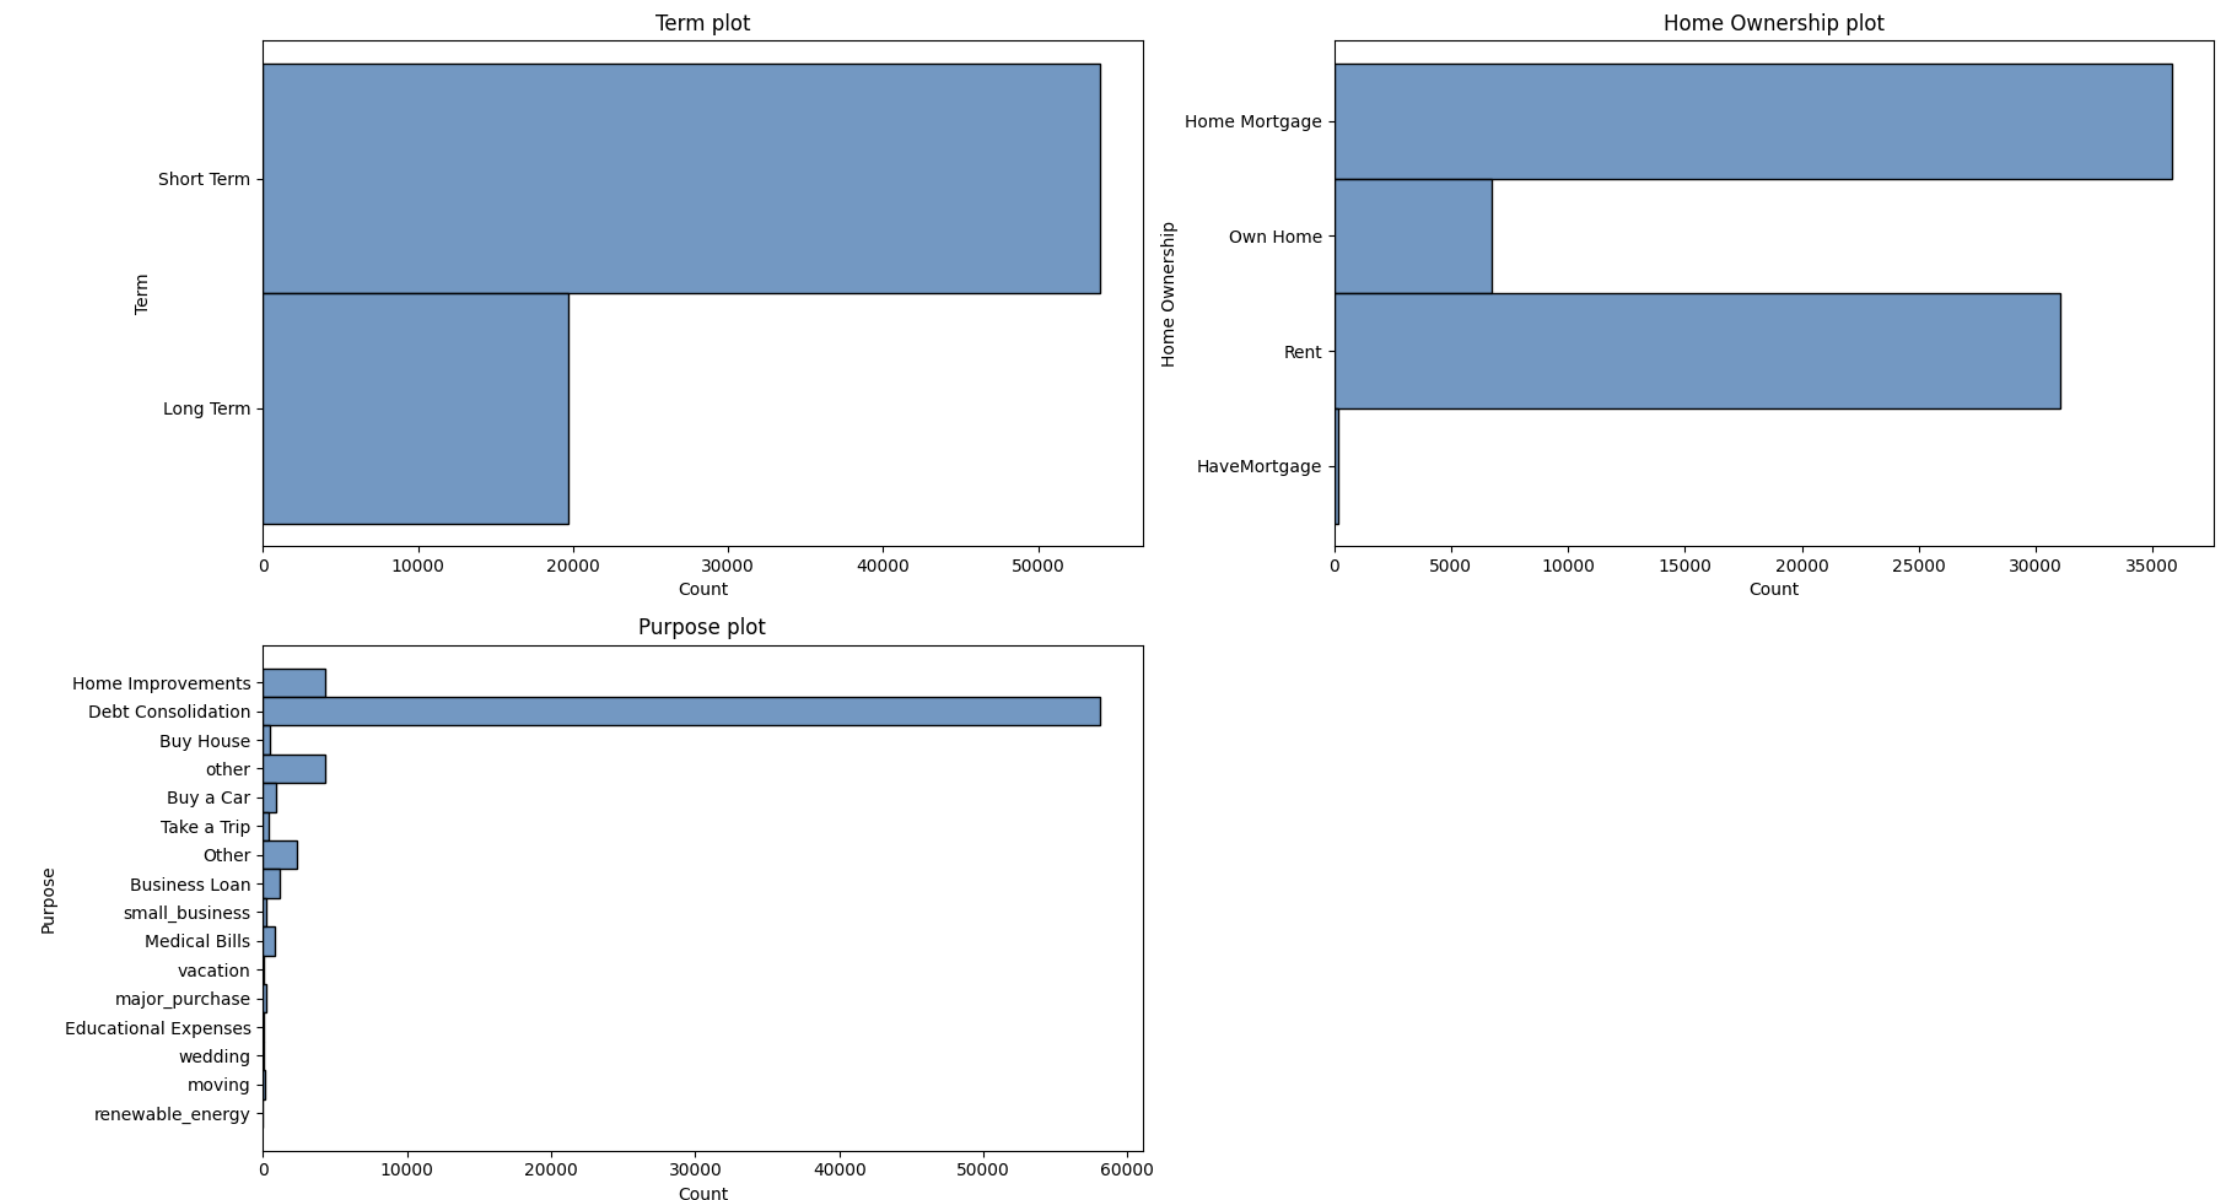 Term plot
Short Term
Long Term
Term
0 10000 20000 30000 40000 50000
Count
Home Ownership plot
Home Mortgage
Own Home
Rent
HaveMortgage
Home Ownership
0 5000 10000 15000 20000 25000 30000 35000
Count
Purpose plot
Home Improvements
Debt Consolidation
Buy House
other
Buy a Car
Take a Trip
Other
Business Loan
small_business
Medical Bills
vacation
major_purchase
Educational Expenses
wedding
moving
renewable_energy
Purpose
0 10000 20000 30000 40000 50000 60000
Count